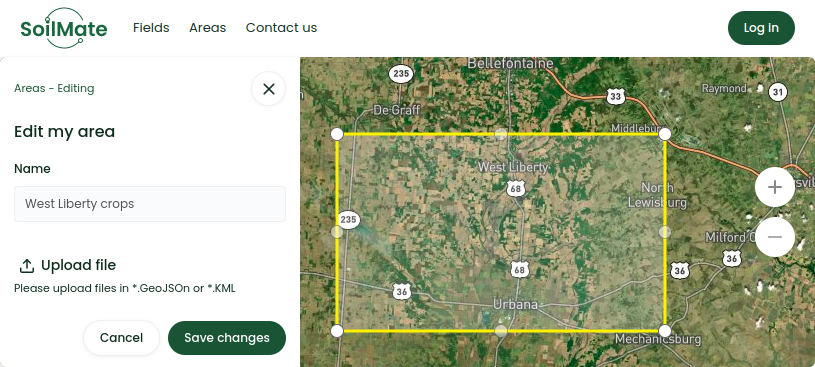 SoilMate
Fields
Areas
Contact us
Log In
Areas - Editing
Edit my area
Name
West Liberty crops
Upload file
Please upload files in *.GeoJSOn or *.KML
Cancel
Save changes
Bellefontaine
235
33
Raymond
31
De Graff
Middlebur
West Liberty
68
North
Lewisburg
235
Milford C
36
36
68
36
Urbana
Mechanicsburg